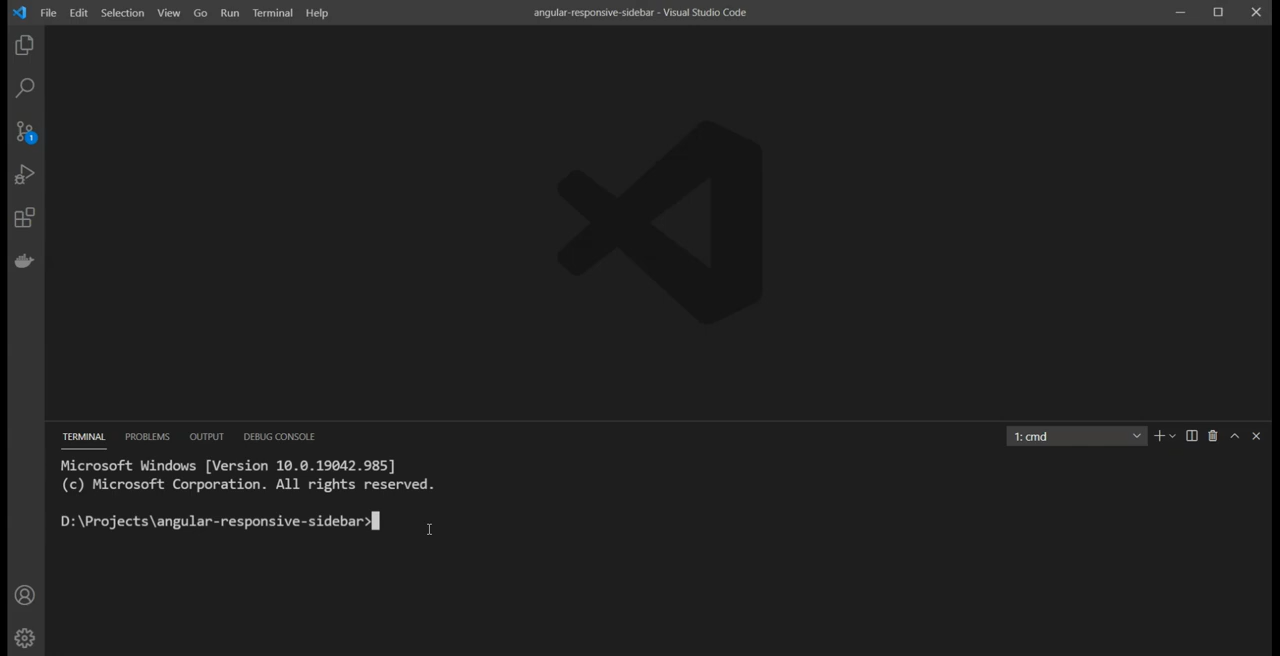 File Edit Selection View Go Run Terminal Help angular-responsive-sidebar - Visual Studio Code
1
TERMINAL PROBLEMS OUTPUT DEBUG CONSOLE 1: cmd
Microsoft Windows [Version 10.0.19042.985]
(c) Microsoft Corporation. All rights reserved.
D:\Projects\angular-responsive-sidebar>